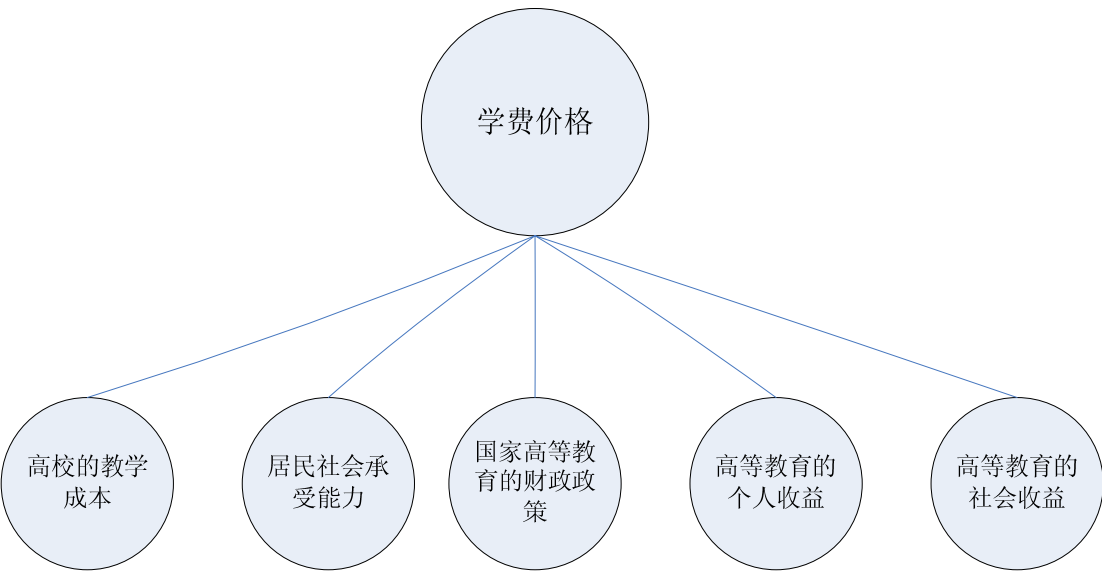 学费价格
高校的教学
成本
居民社会承
受能力
国家高等教
育的财政政
策
高等教育的
个人收益
高等教育的
社会收益